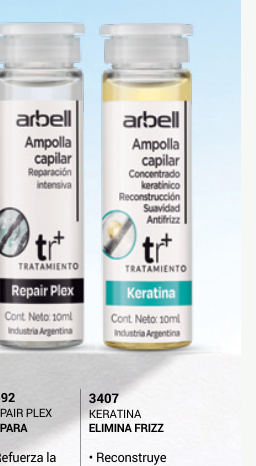 arbell
Ampolla
capilar
Reparación
intensiva
tr+
TRATAMIENTO
Repair Plex
Cont. Neto: 10ml
Industria Argentina
arbell
Ampolla
capilar
Concentrado
keratínico
Reconstrucción
Suavidad
Antifrizz
tr+
TRATAMIENTO
Keratina
Cont. Neto: 10ml
Industria Argentina
92
PAIR PLEX
PARA
efuerza la
3407
KERATINA
ELIMINA FRIZZ
• Reconstruye